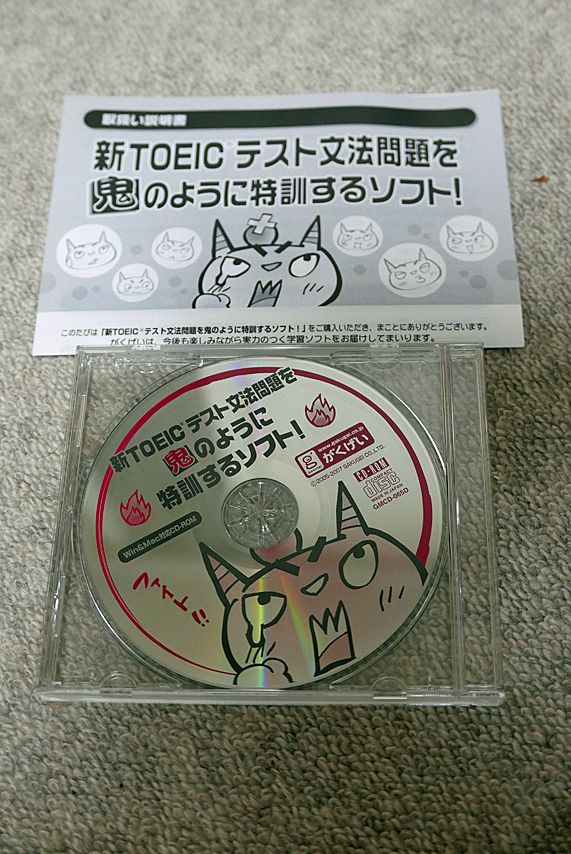 取扱い説明書
新TOEIC®テスト文法問題を
鬼のように特訓するソフト!
このたびは「新TOEIC®テスト文法問題を鬼のように特訓するソフト!」をご購入いただき、まことにありがとうございます。
がくげいは、今後も楽しみながら実力のつく学習ソフトをお届けしてまいります。
新TOEIC®テスト文法問題を
鬼のように
特訓するソフト!
www.gakugei.co.jp
がくげい
©2005-2007 GAKUGEI CO.,LTD.
CD-ROM
COMPACT
disc
MADE IN JAPAN
GMCD-065D
Win&Mac対応CD-ROM
ファイト!!